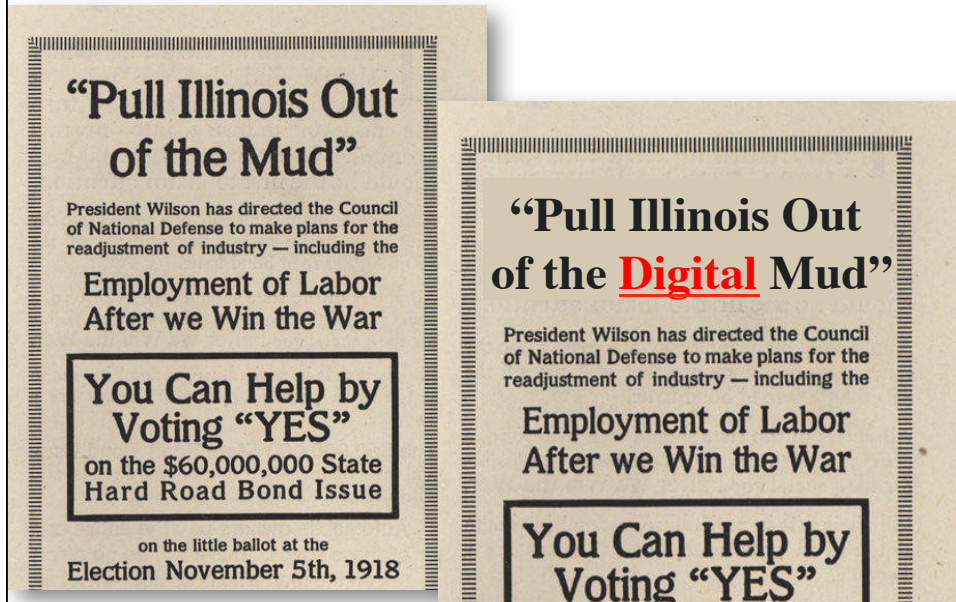 “Pull Illinois Out
of the Mud”
President Wilson has directed the Council
of National Defense to make plans for the
readjustment of industry — including the
Employment of Labor
After we Win the War
You Can Help by
Voting “YES”
on the $60,000,000 State
Hard Road Bond Issue
on the little ballot at the
Election November 5th, 1918
“Pull Illinois Out
of the Digital Mud”
President Wilson has directed the Council
of National Defense to make plans for the
readjustment of industry — including the
Employment of Labor
After we Win the War
You Can Help by
Voting “YES”